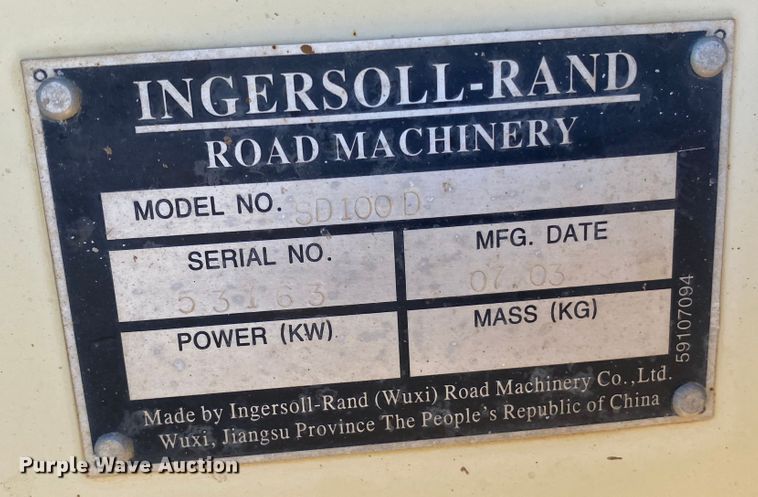 INGERSOLL-RAND
ROAD MACHINERY
MODEL NO. SD100D
SERIAL NO.
53163
MFG. DATE
07.03
POWER (KW)
MASS (KG)
59107094
Made by Ingersoll-Rand (Wuxi) Road Machinery Co.,Ltd.
Wuxi, Jiangsu Province The People's Republic of China
Purple Wave Auction